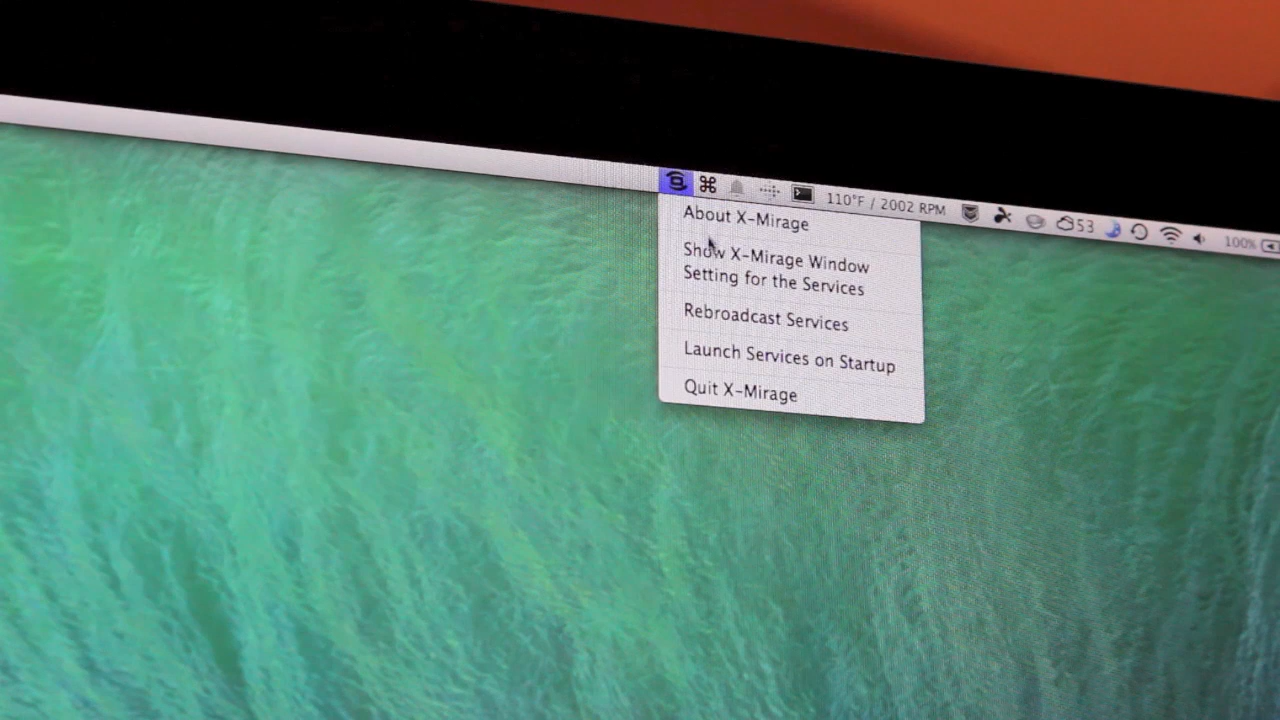 110°F / 2002 RPM 53 100%
About X-Mirage
Show X-Mirage Window
Setting for the Services
Rebroadcast Services
Launch Services on Startup
Quit X-Mirage